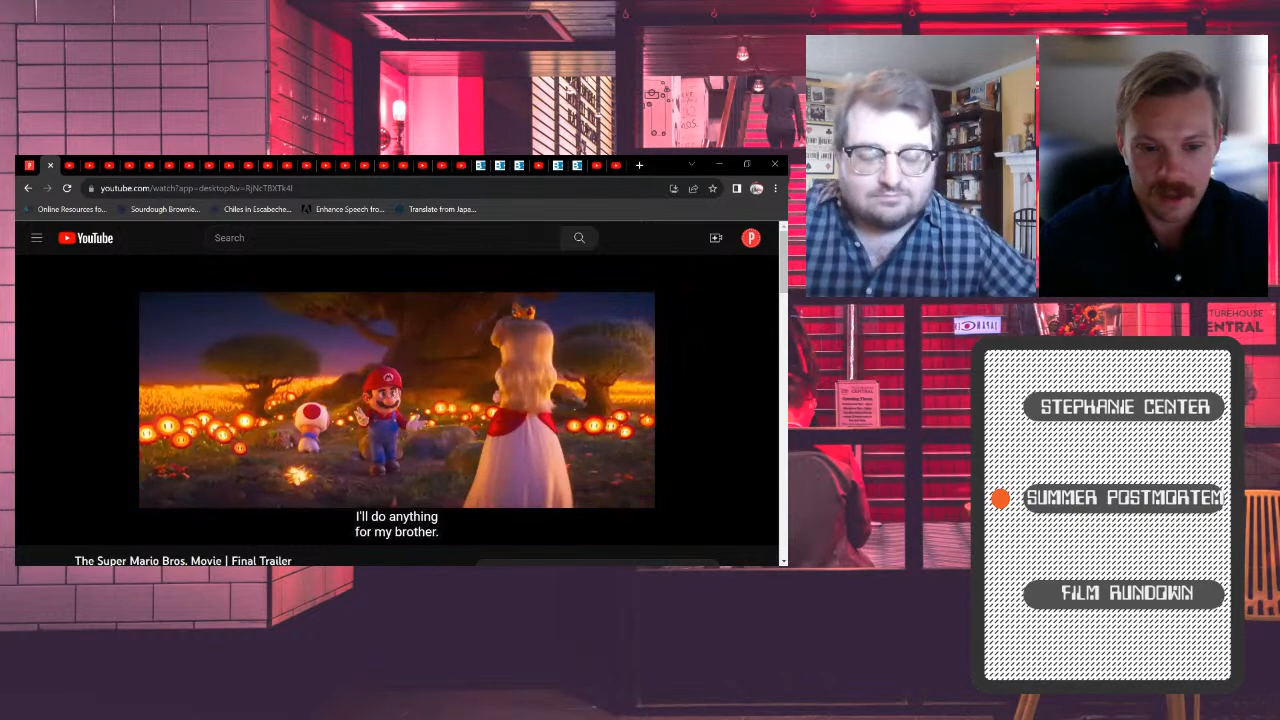 youtube.com/watch?app=desktop&v=RjNcTBXTk4I
Online Resources fo...
Sourdough Brownie...
Chiles in Escabeche...
Enhance Speech fro...
Translate from Japa...
YouTube
Search
P
I'll do anything
for my brother.
The Super Mario Bros. Movie | Final Trailer
TUREHOUSE
ENTRAL
CENTRAL
STEPHANIE CENTER
SUMMER POSTMORTEM
FILM RUNDOWN